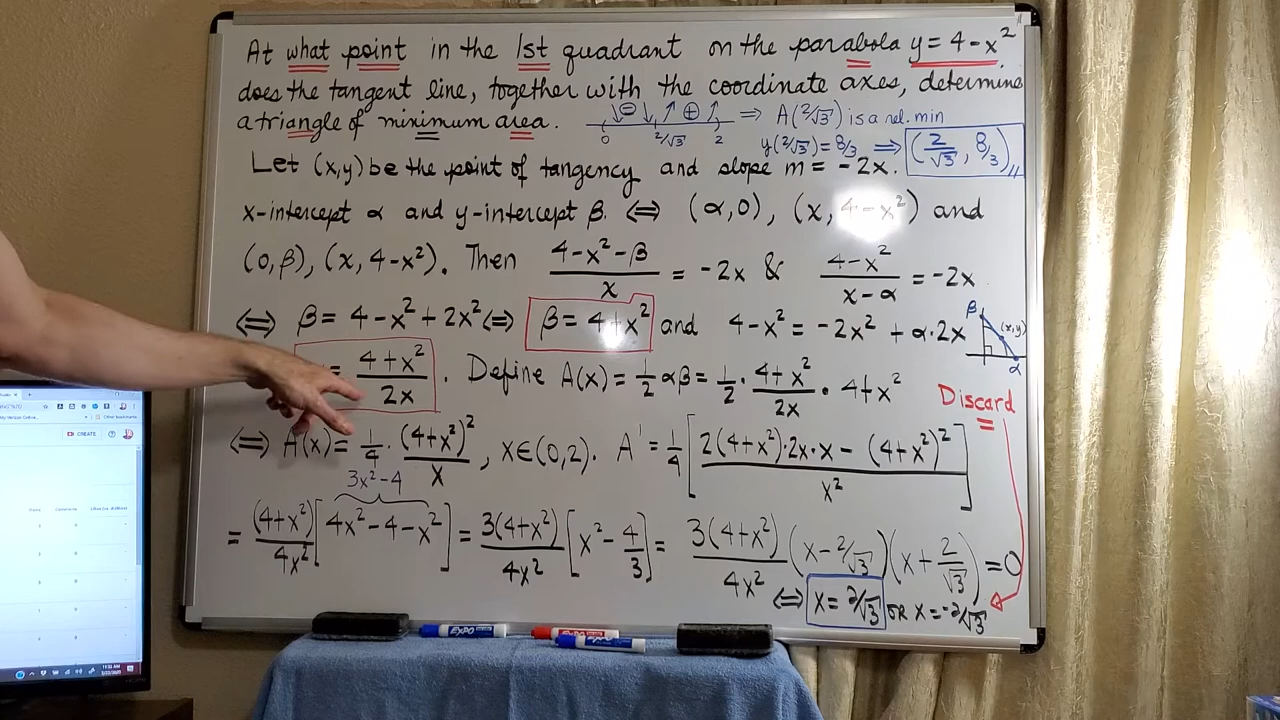 At what point in the 1st quadrant on the parabola y = 4 - x²
does the tangent line, together with the coordinate axes, determine
a triangle of minimum area.
↓ ⊖ ↓ ↑ ⊕ ↑ ⇒ A(2/√3) is a rel. min
0 2/√3 2
y(2/√3) = 8/3 ⇒ (2/√3, 8/3)
Let (x,y) be the point of tangency and slope m = -2x.
x-intercept α and y-intercept β. ⇔ (α,0), (x, 4-x²) and
(0,β), (x, 4-x²). Then (4-x²-β)/x = -2x & (4-x²)/(x-α) = -2x
⇔ β = 4-x²+2x² ⇔ β = 4+x² and 4-x² = -2x² + α·2x
β (x,y) α
= (4+x²)/2x . Define A(x) = 1/2 αβ = 1/2 · (4+x²)/2x · 4+x²
Discard
⇔ A(x) = 1/4 · (4+x²)²/x , x∈(0,2). A' = 1/4 [(2(4+x²)·2x·x - (4+x²)²)/x²]
3x²-4
= (4+x²)/4x² [4x²-4-x²] = 3(4+x²)/4x² [x² - 4/3] = 3(4+x²)/4x² (x-2/√3)(x+2/√3) = 0
⇔ x = 2/√3 OR x = -2/√3
EXPO
EXPO
CREATE